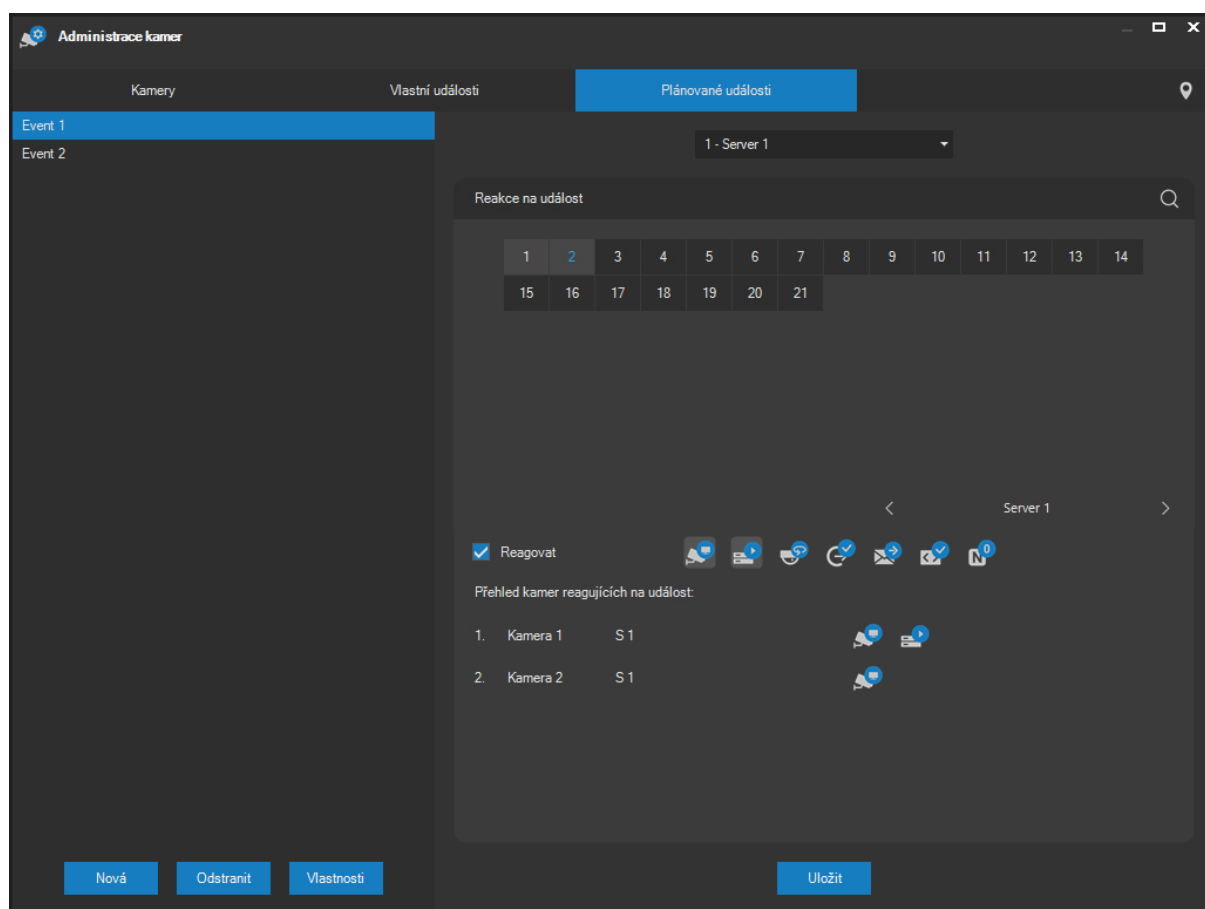 Administrace kamer
Kamery Vlastní události Plánované události
Event 1
Event 2
1 - Server 1
Reakce na událost
1 2 3 4 5 6 7 8 9 10 11 12 13 14
15 16 17 18 19 20 21
Server 1
Reagovat
N 0
Přehled kamer reagujících na událost:
1. Kamera 1 S 1
2. Kamera 2 S 1
Nová Odstranit Vlastnosti Uložit